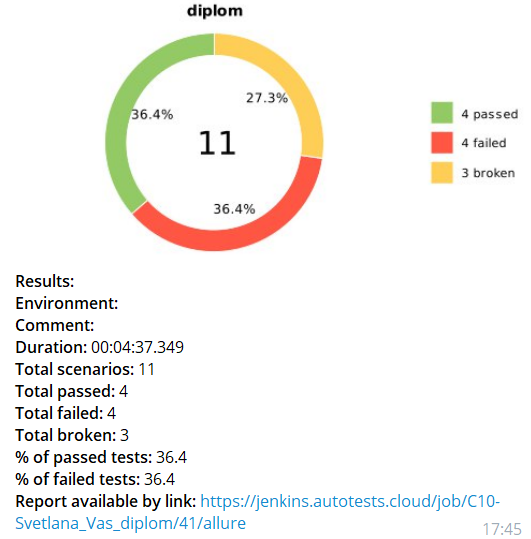 diplom
27.3%
36.4%
11
36.4%
4 passed
4 failed
3 broken
Results:
Environment:
Comment:
Duration: 00:04:37.349
Total scenarios: 11
Total passed: 4
Total failed: 4
Total broken: 3
% of passed tests: 36.4
% of failed tests: 36.4
Report available by link: https://jenkins.autotests.cloud/job/C10-
Svetlana_Vas_diplom/41/allure
17:45